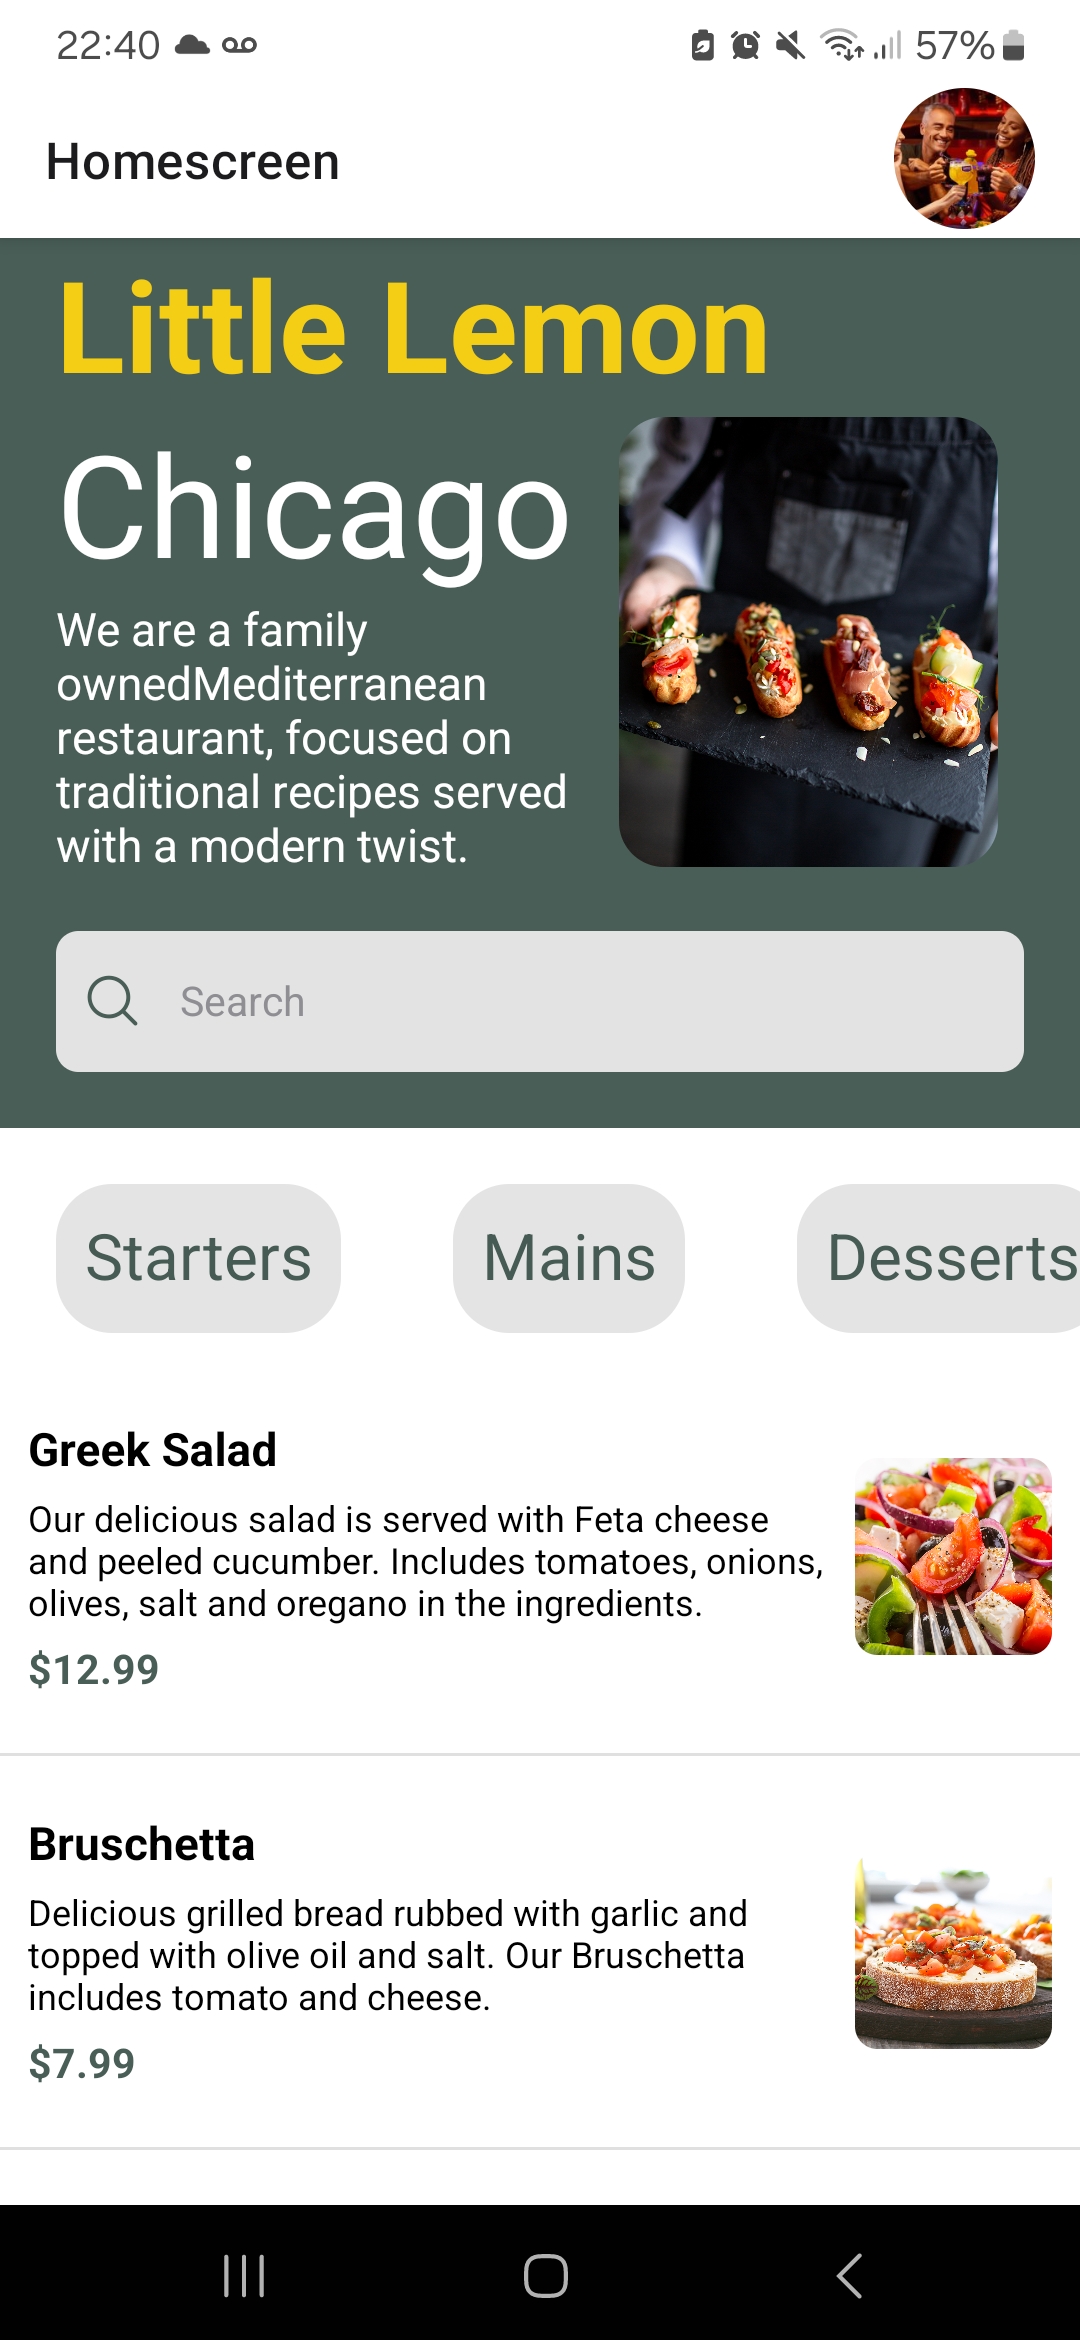 22:40 57%
Homescreen
Little Lemon
Chicago
We are a family
ownedMediterranean
restaurant, focused on
traditional recipes served
with a modern twist.
Search
Starters Mains Desserts
Greek Salad
Our delicious salad is served with Feta cheese
and peeled cucumber. Includes tomatoes, onions,
olives, salt and oregano in the ingredients.
$12.99
Bruschetta
Delicious grilled bread rubbed with garlic and
topped with olive oil and salt. Our Bruschetta
includes tomato and cheese.
$7.99